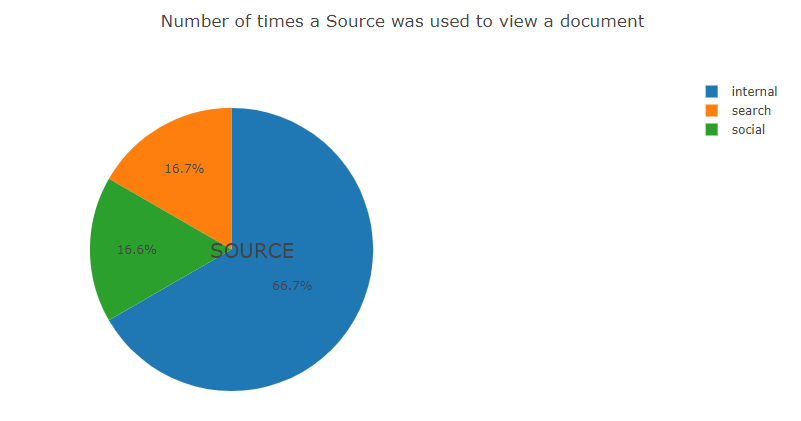 Number of times a Source was used to view a document
internal
search
social
16.7%
16.6%
SOURCE
66.7%